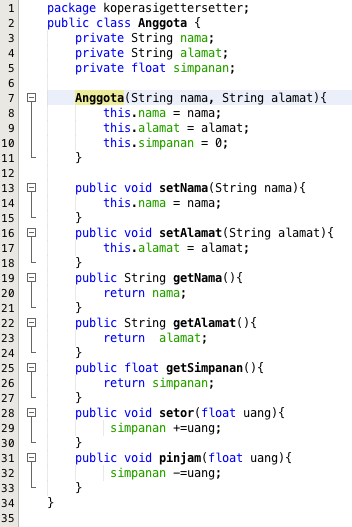 1 package koperasigettersetter;
2 public class Anggota {
3 private String nama;
4 private String alamat;
5 private float simpanan;
6
7 Anggota(String nama, String alamat){
8 this.nama = nama;
9 this.alamat = alamat;
10 this.simpanan = 0;
11 }
12
13 public void setNama(String nama){
14 this.nama = nama;
15 }
16 public void setAlamat(String alamat){
17 this.alamat = alamat;
18 }
19 public String getNama(){
20 return nama;
21 }
22 public String getAlamat(){
23 return  alamat;
24 }
25 public float getSimpanan(){
26 return simpanan;
27 }
28 public void setor(float uang){
29 simpanan +=uang;
30 }
31 public void pinjam(float uang){
32 simpanan -=uang;
33 }
34 }
35